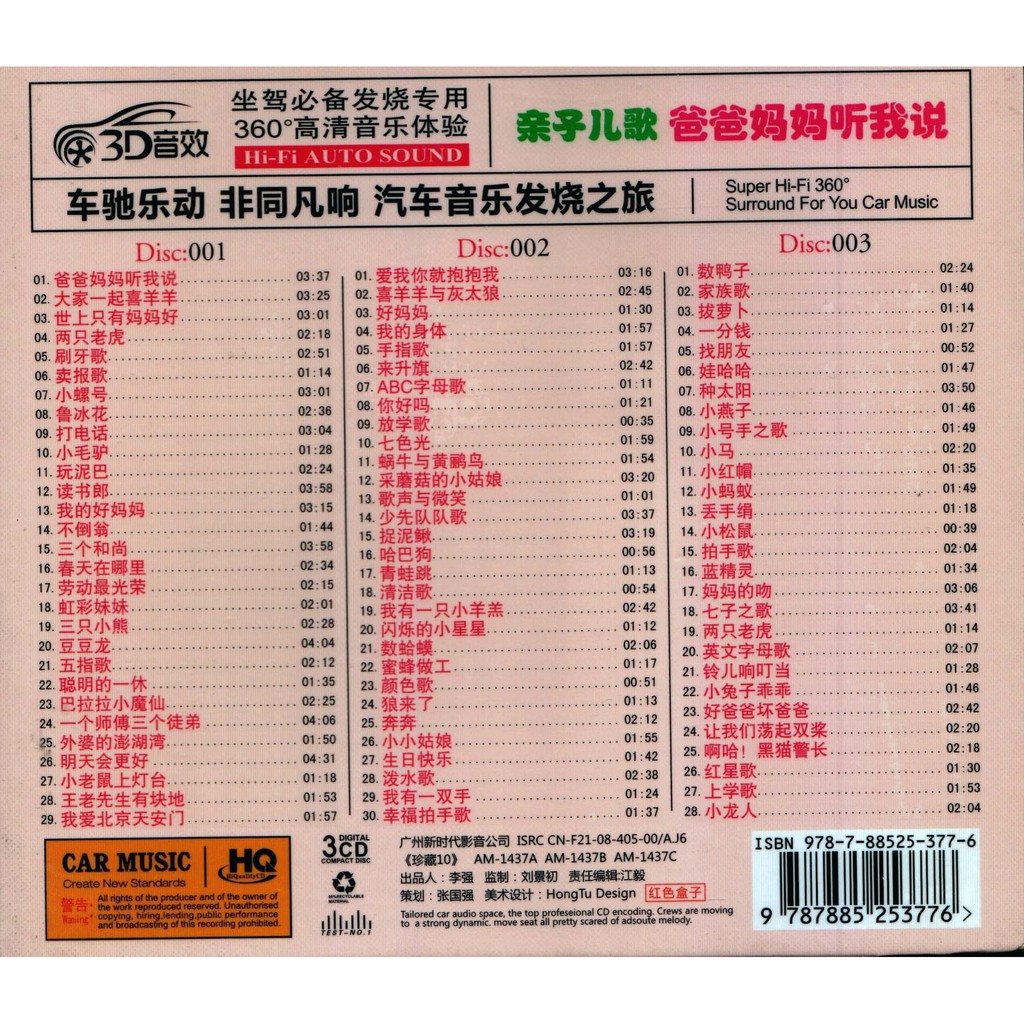 3D音效
坐驾必备发烧专用
360°高清音乐体验
Hi-Fi AUTO SOUND
亲子儿歌 爸爸妈妈听我说
车驰乐动 非同凡响 汽车音乐发烧之旅
Super Hi-Fi 360°
Surround For You Car Music
Disc:001
01. 爸爸妈妈听我说 03:37
02. 大家一起喜羊羊 03:25
03. 世上只有妈妈好 03:01
04. 两只老虎 02:18
05. 刷牙歌 02:51
06. 卖报歌 01:14
07. 小螺号 03:01
08. 鲁冰花 02:36
09. 打电话 03:04
10. 小毛驴 01:28
11. 玩泥巴 02:24
12. 读书郎 03:58
13. 我的好妈妈 03:15
14. 不倒翁 01:44
15. 三个和尚 03:58
16. 春天在哪里 02:34
17. 劳动最光荣 02:15
18. 虹彩妹妹 02:01
19. 三只小熊 02:28
20. 豆豆龙 04:04
21. 五指歌 02:12
22. 聪明的一休 01:35
23. 巴拉拉小魔仙 02:25
24. 一个师傅三个徒弟 04:06
25. 外婆的澎湖湾 01:50
26. 明天会更好 04:31
27. 小老鼠上灯台 01:18
28. 王老先生有块地 01:53
29. 我爱北京天安门 01:57
Disc:002
01. 爱我你就抱抱我 03:16
02. 喜羊羊与灰太狼 02:45
03. 好妈妈 01:30
04. 我的身体 01:57
05. 手指歌 01:57
06. 来升旗 02:42
07. ABC字母歌 01:11
08. 你好吗 01:21
09. 放学歌 00:35
10. 七色光 01:59
11. 蜗牛与黄鹂鸟 01:54
12. 采蘑菇的小姑娘 03:20
13. 歌声与微笑 01:01
14. 少先队队歌 03:37
15. 捉泥鳅 03:19
16. 哈巴狗 00:56
17. 青蛙跳 01:13
18. 清洁歌 00:54
19. 我有一只小羊羔 02:42
20. 闪烁的小星星 01:12
21. 数蛤蟆 02:06
22. 蜜蜂做工 01:17
23. 颜色歌 00:51
24. 狼来了 01:13
25. 奔奔 02:12
26. 小小姑娘 01:55
27. 生日快乐 01:42
28. 泼水歌 02:38
29. 我有一双手 01:24
30. 幸福拍手歌 01:37
Disc:003
01. 数鸭子 02:24
02. 家族歌 01:40
03. 拔萝卜 01:14
04. 一分钱 01:27
05. 找朋友 00:52
06. 娃哈哈 01:47
07. 种太阳 03:50
08. 小燕子 01:46
09. 小号手之歌 01:49
10. 小马 02:20
11. 小红帽 01:35
12. 小蚂蚁 01:49
13. 丢手绢 01:18
14. 小松鼠 00:39
15. 拍手歌 02:04
16. 蓝精灵 01:34
17. 妈妈的吻 03:06
18. 七子之歌 03:41
19. 两只老虎 01:14
20. 英文字母歌 02:07
21. 铃儿响叮当 01:28
22. 小兔子乖乖 01:46
23. 好爸爸坏爸爸 02:42
24. 让我们荡起双桨 02:20
25. 啊哈！黑猫警长 02:18
26. 红星歌 01:30
27. 上学歌 01:53
28. 小龙人 02:04
CAR MUSIC
Create New Standards
HQ
HiQualityCD
警告·
Waning*
All rights of the producer and of the owner of
the work reproduced reserved. Unauthorised
copying, hiring,lending,public performance
and broadcasting of this recording prohibited.
3CD DIGITAL
COMPACT DISC
TEST-NO.1
广州新时代影音公司 ISRC CN-F21-08-405-00/A.J6
《珍藏10》 AM-1437A AM-1437B AM-1437C
出品人：李强 监制：刘景初 责任编辑:江毅
策划：张国强 美术设计：HongTu Design 红色盒子
Tailored car audio space, the top profeseional CD encoding. Crews are moving
to a strong dynamic. move seat all pretty scared of adsoute melody.
ISBN 978-7-88525-377-6
9 787885 253776 >